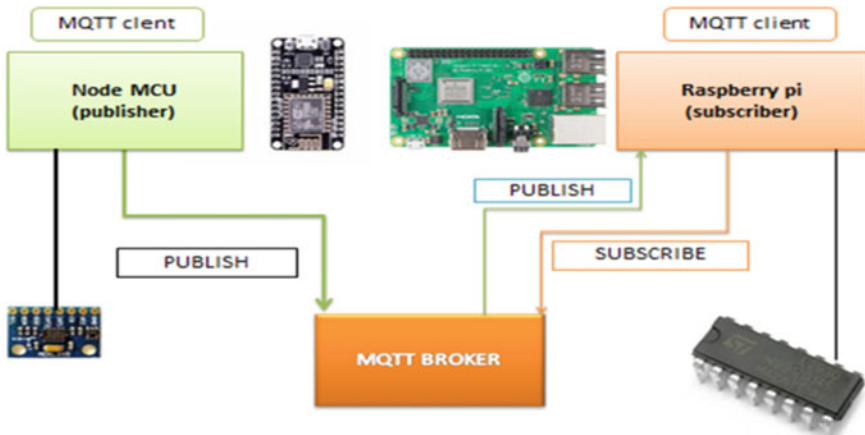 MQTT client
MQTT client
Node MCU
(publisher)
Raspberry pi
(subscriber)
PUBLISH
PUBLISH
SUBSCRIBE
MQTT BROKER